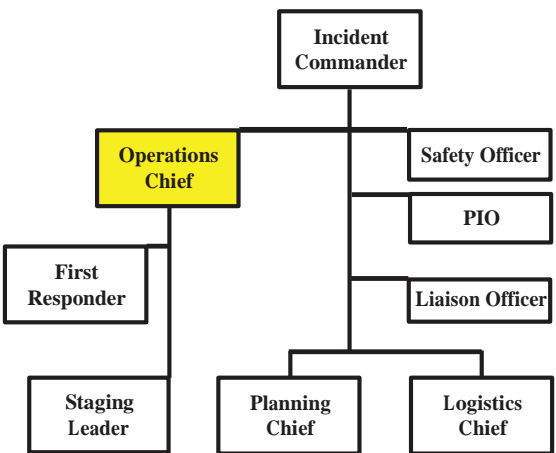 Incident
Commander
Operations
Chief
Safety Officer
PIO
First
Responder
Liaison Officer
Staging
Leader
Planning
Chief
Logistics
Chief